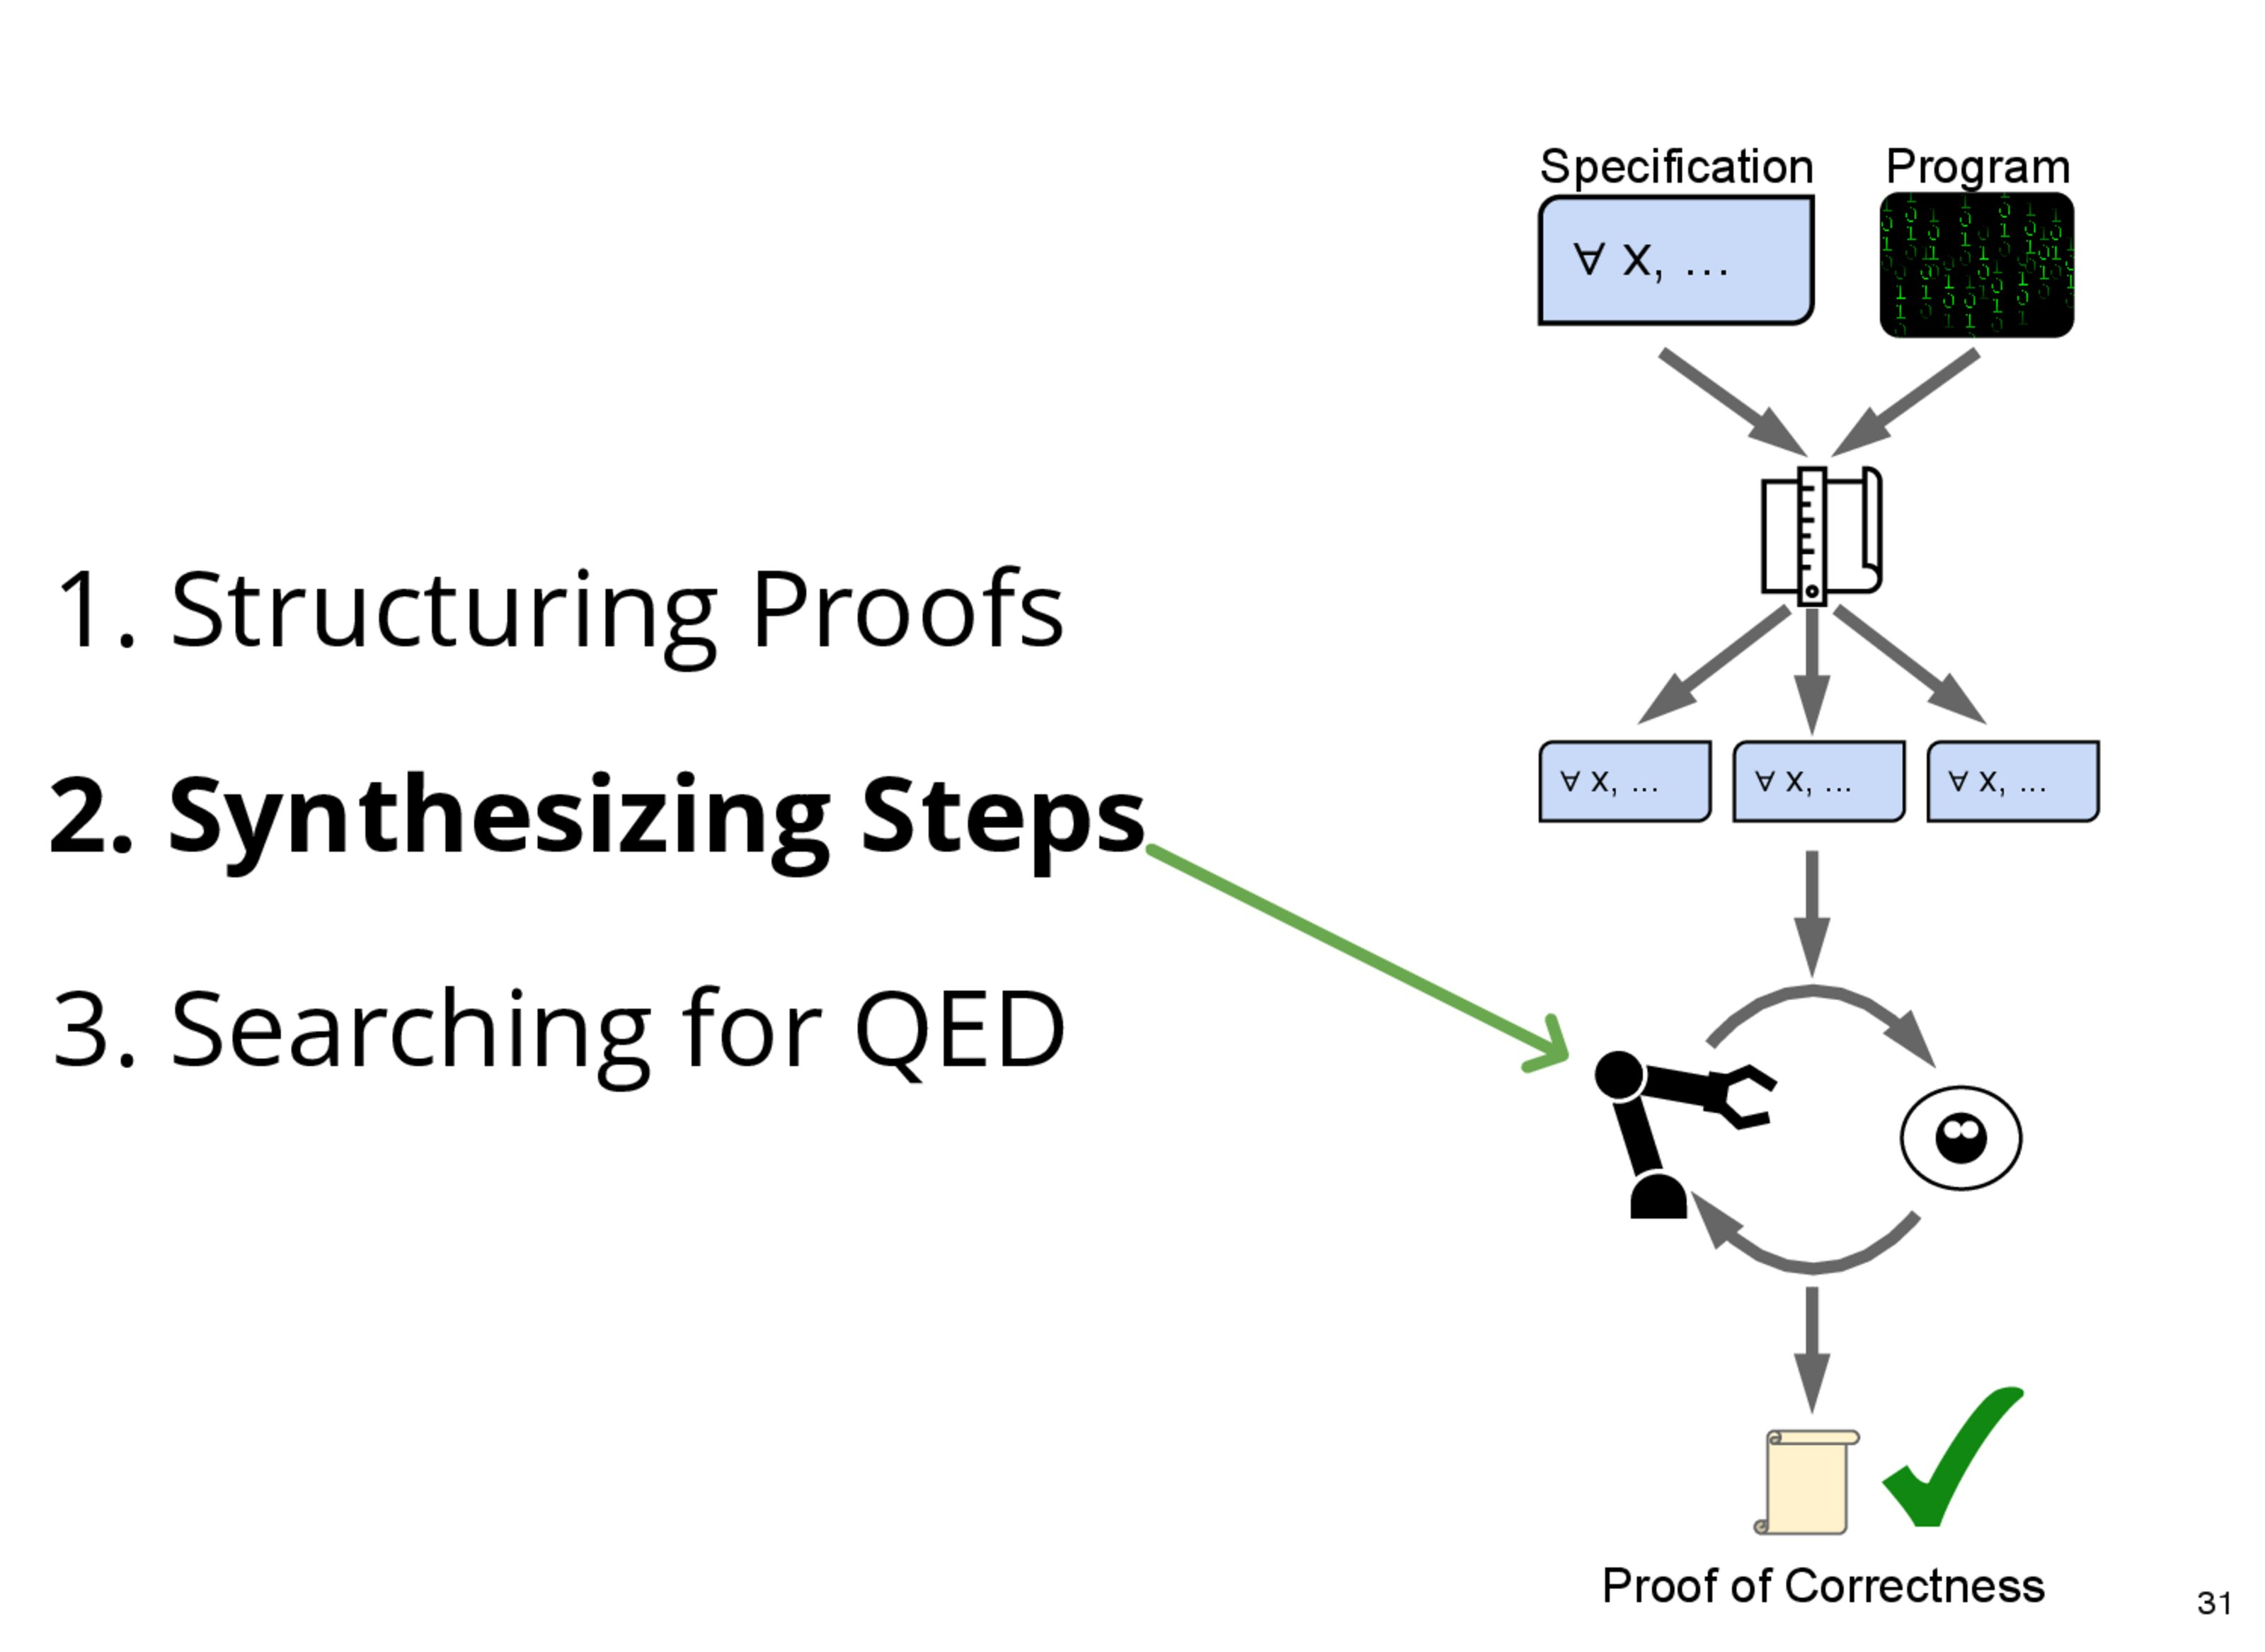 Specification
Program
∀ x, ...
1. Structuring Proofs
∀ x, ...
∀ x, ...
∀ x, ...
2. Synthesizing Steps
3. Searching for QED
Proof of Correctness
31